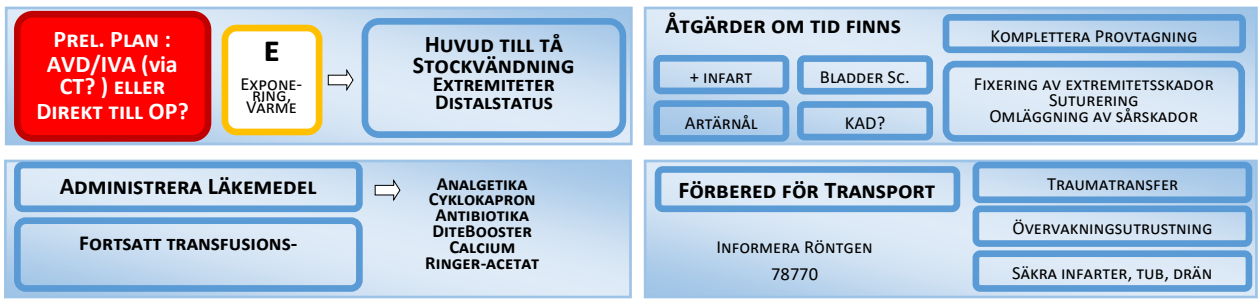 PREL. PLAN :
AVD/IVA (VIA
CT? ) ELLER
DIREKT TILL OP?
E
EXPONE-
RING,
VÄRME
HUVUD TILL TÅ
STOCKVÄNDNING
EXTREMITETER
DISTALSTATUS
ÅTGÄRDER OM TID FINNS
KOMPLETTERA PROVTAGNING
+ INFART
BLADDER SC.
ARTÄRNÅL
KAD?
FIXERING AV EXTREMITETSSKADOR
SUTURERING
OMLÄGGNING AV SÅRSKADOR
ADMINISTRERA LÄKEMEDEL
FORTSATT TRANSFUSIONS-
ANALGETIKA
CYKLOKAPRON
ANTIBIOTIKA
DITEBOOSTER
CALCIUM
RINGER-ACETAT
FÖRBERED FÖR TRANSPORT
INFORMERA RÖNTGEN
78770
TRAUMATRANSFER
ÖVERVAKNINGSUTRUSTNING
SÄKRA INFARTER, TUB, DRÄN